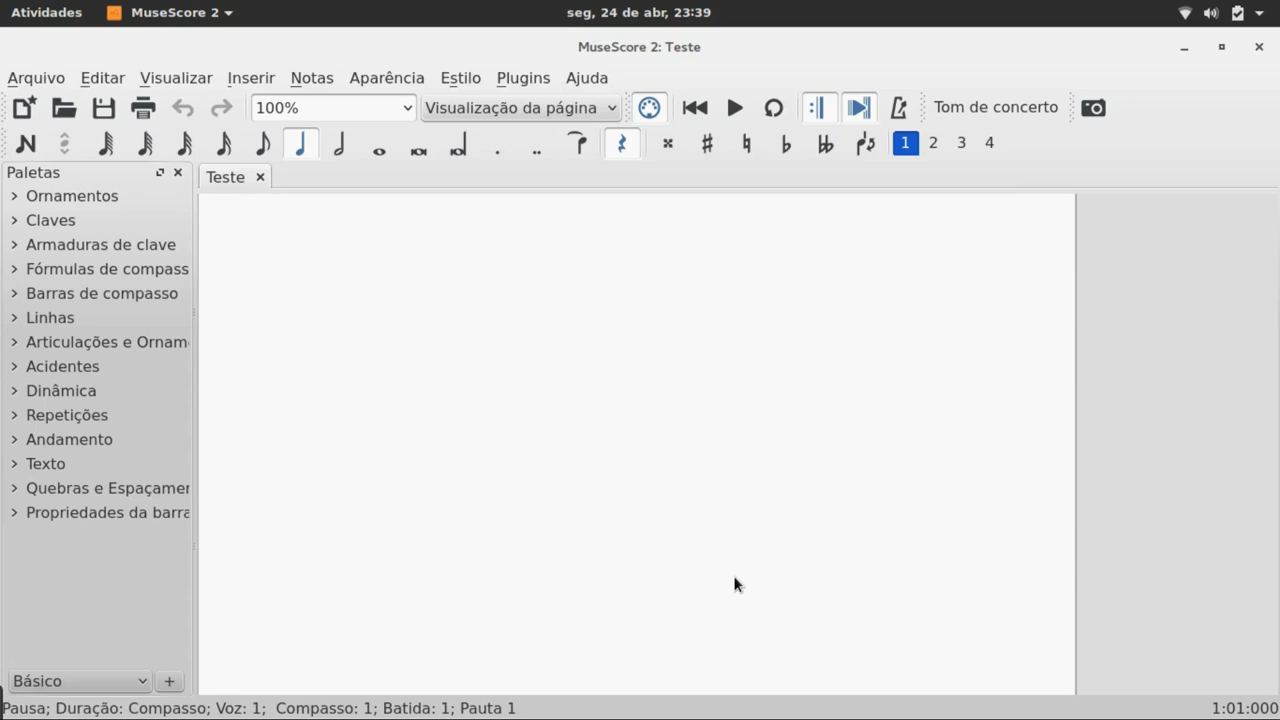 Atividades MuseScore 2 seg, 24 de abr, 23:39
MuseScore 2: Teste
Arquivo Editar Visualizar Inserir Notas Aparência Estilo Plugins Ajuda
100% Visualização da página Tom de concerto
1 2 3 4
Paletas
Teste
Ornamentos
Claves
Armaduras de clave
Fórmulas de compass
Barras de compasso
Linhas
Articulações e Ornam
Acidentes
Dinâmica
Repetições
Andamento
Texto
Quebras e Espaçamer
Propriedades da barra
Básico +
Pausa; Duração: Compasso; Voz: 1; Compasso: 1; Batida: 1; Pauta 1 1:01:000